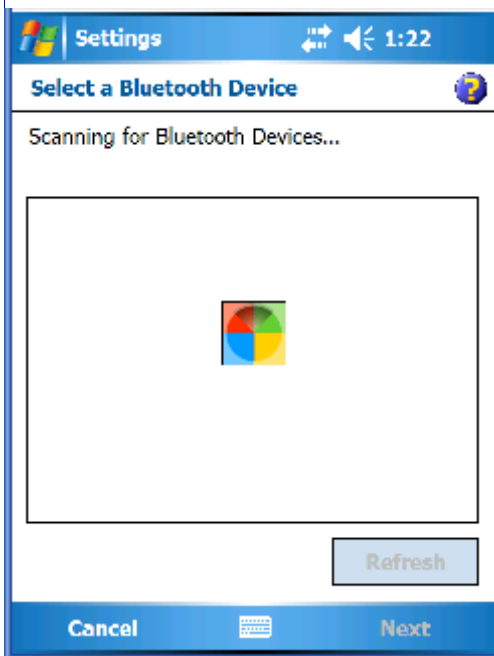 Settings 1:22
Select a Bluetooth Device ?
Scanning for Bluetooth Devices...
Refresh
Cancel Next